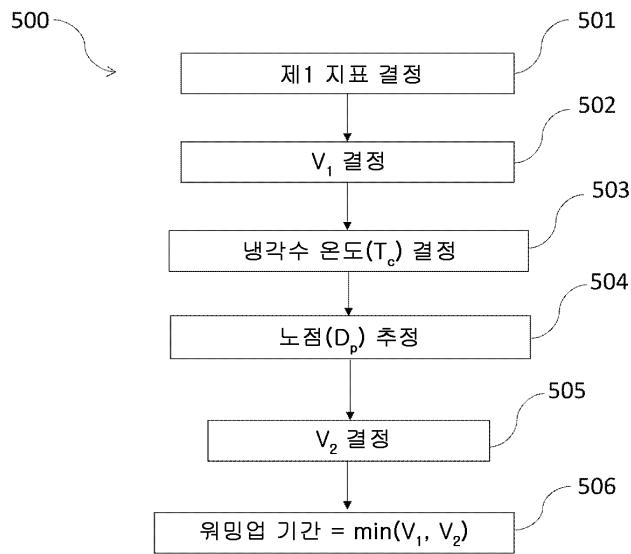 500
501
제1 지표 결정
502
V₁ 결정
503
냉각수 온도(T꜀) 결정
504
노점(Dₚ) 추정
505
V₂ 결정
506
워밍업 기간 = min(V₁, V₂)